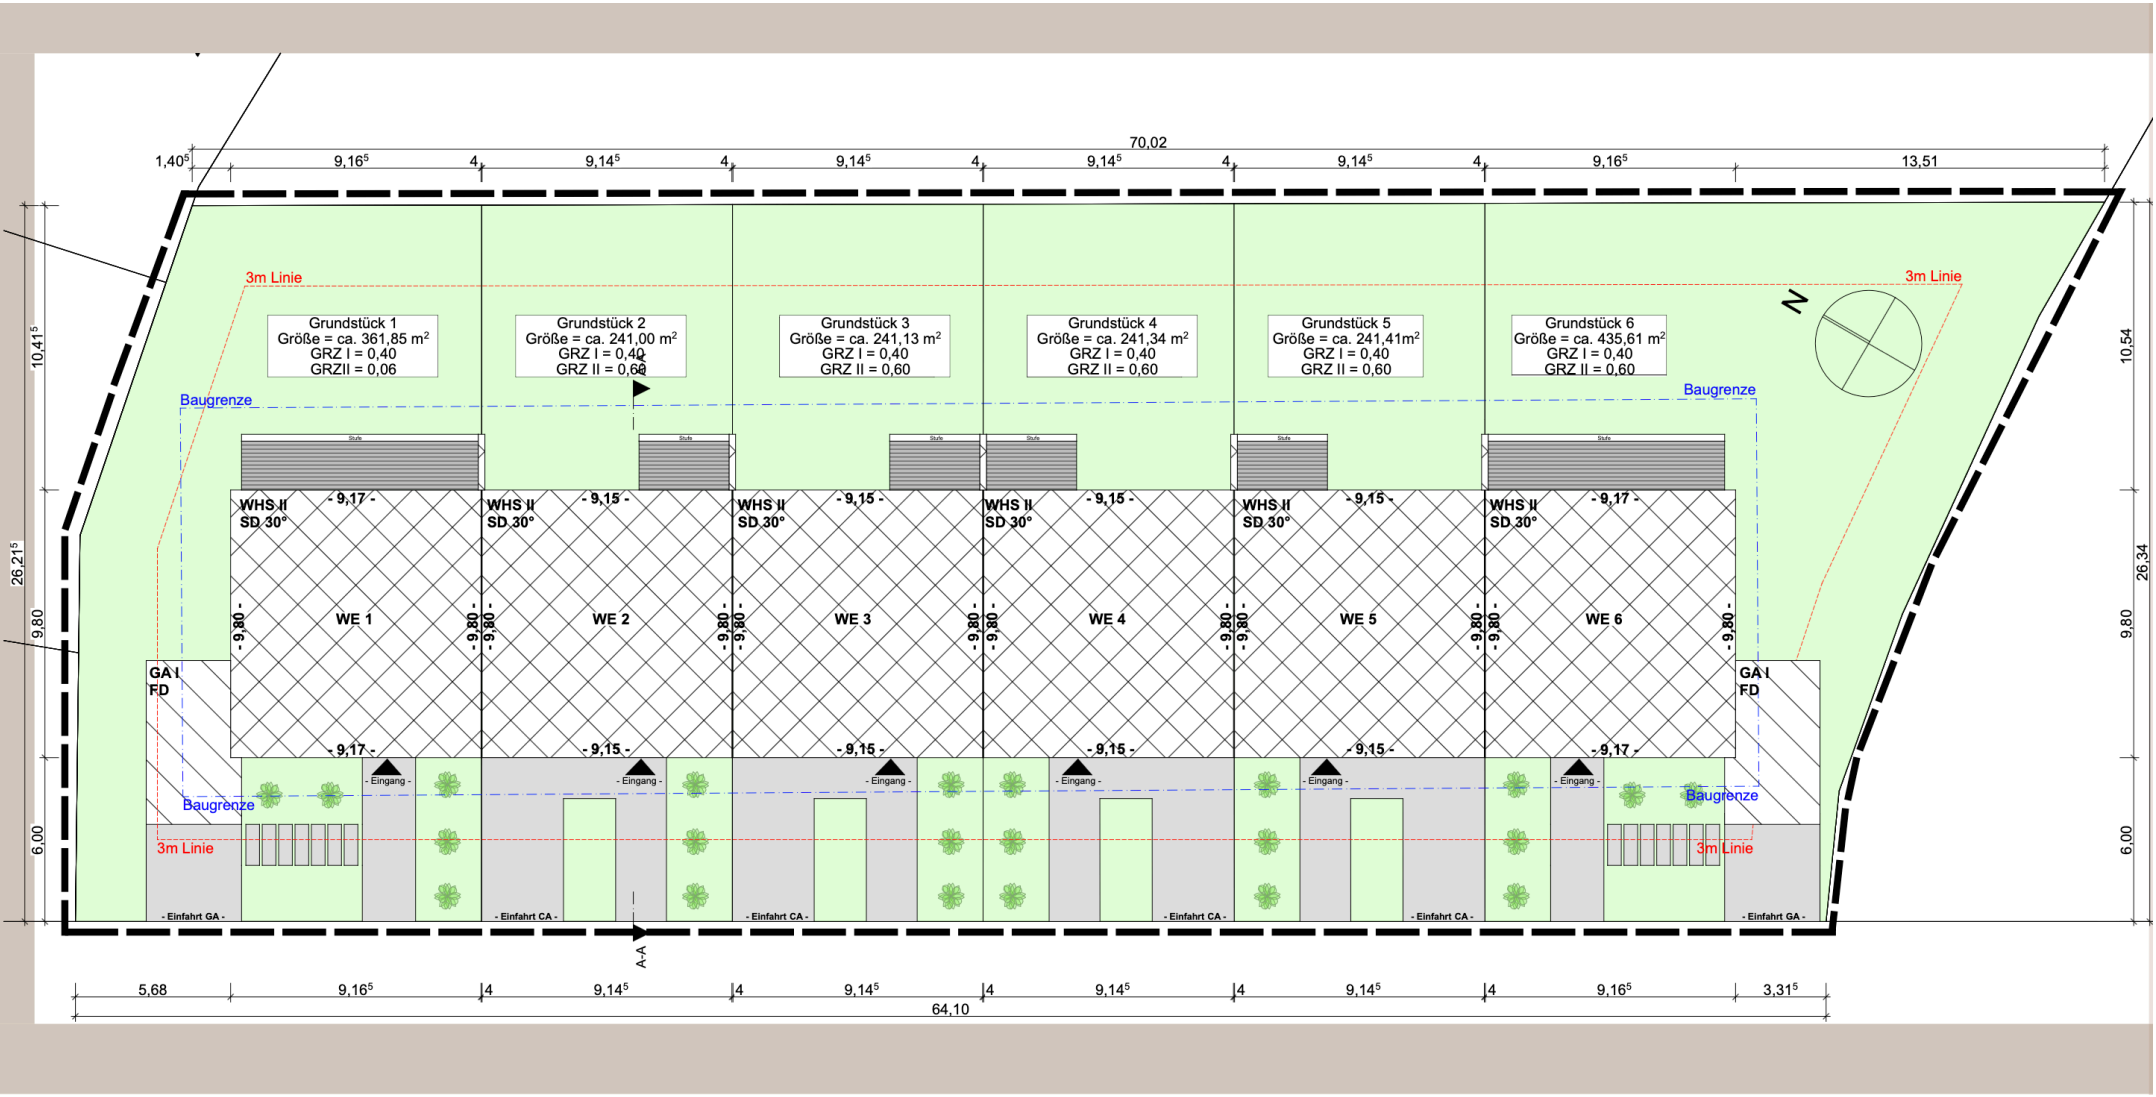 70,02
1,40⁵ 9,16⁵ 4 9,14⁵ 4 9,14⁵ 4 9,14⁵ 4 9,14⁵ 4 9,16⁵ 13,51
3m Linie 3m Linie
N
Grundstück 1
Größe = ca. 361,85 m²
GRZ I = 0,40
GRZII = 0,06
Grundstück 2
Größe = ca. 241,00 m²
GRZ I = 0,40
GRZ II = 0,60
A-A
Grundstück 3
Größe = ca. 241,13 m²
GRZ I = 0,40
GRZ II = 0,60
Grundstück 4
Größe = ca. 241,34 m²
GRZ I = 0,40
GRZ II = 0,60
Grundstück 5
Größe = ca. 241,41m²
GRZ I = 0,40
GRZ II = 0,60
Grundstück 6
Größe = ca. 435,61 m²
GRZ I = 0,40
GRZ II = 0,60
10,41⁵
10,54
Baugrenze Baugrenze
Stufe Stufe Stufe Stufe Stufe Stufe
- 9,17 - - 9,15 - - 9,15 - - 9,15 - - 9,15 - - 9,17 -
WHS II WHS II WHS II WHS II WHS II WHS II
SD 30° SD 30° SD 30° SD 30° SD 30° SD 30°
26,21⁵
26,34
9,80
- 9,80 - WE 1 - 9,80 - - 9,80 - WE 2 - 9,80 - - 9,80 - WE 3 - 9,80 - - 9,80 - WE 4 - 9,80 - - 9,80 - WE 5 - 9,80 - - 9,80 - WE 6 - 9,80 -
9,80
GA I
FD
GA I
FD
- 9,17 - - 9,15 - - 9,15 - - 9,15 - - 9,15 - - 9,17 -
- Eingang - - Eingang - - Eingang - - Eingang - - Eingang - - Eingang -
Baugrenze Baugrenze
6,00
6,00
3m Linie 3m Linie
- Einfahrt GA - - Einfahrt CA - - Einfahrt CA - - Einfahrt CA - - Einfahrt CA - - Einfahrt GA -
A-A
5,68 9,16⁵ 4 9,14⁵ 4 9,14⁵ 4 9,14⁵ 4 9,14⁵ 4 9,16⁵ 3,31⁵
64,10